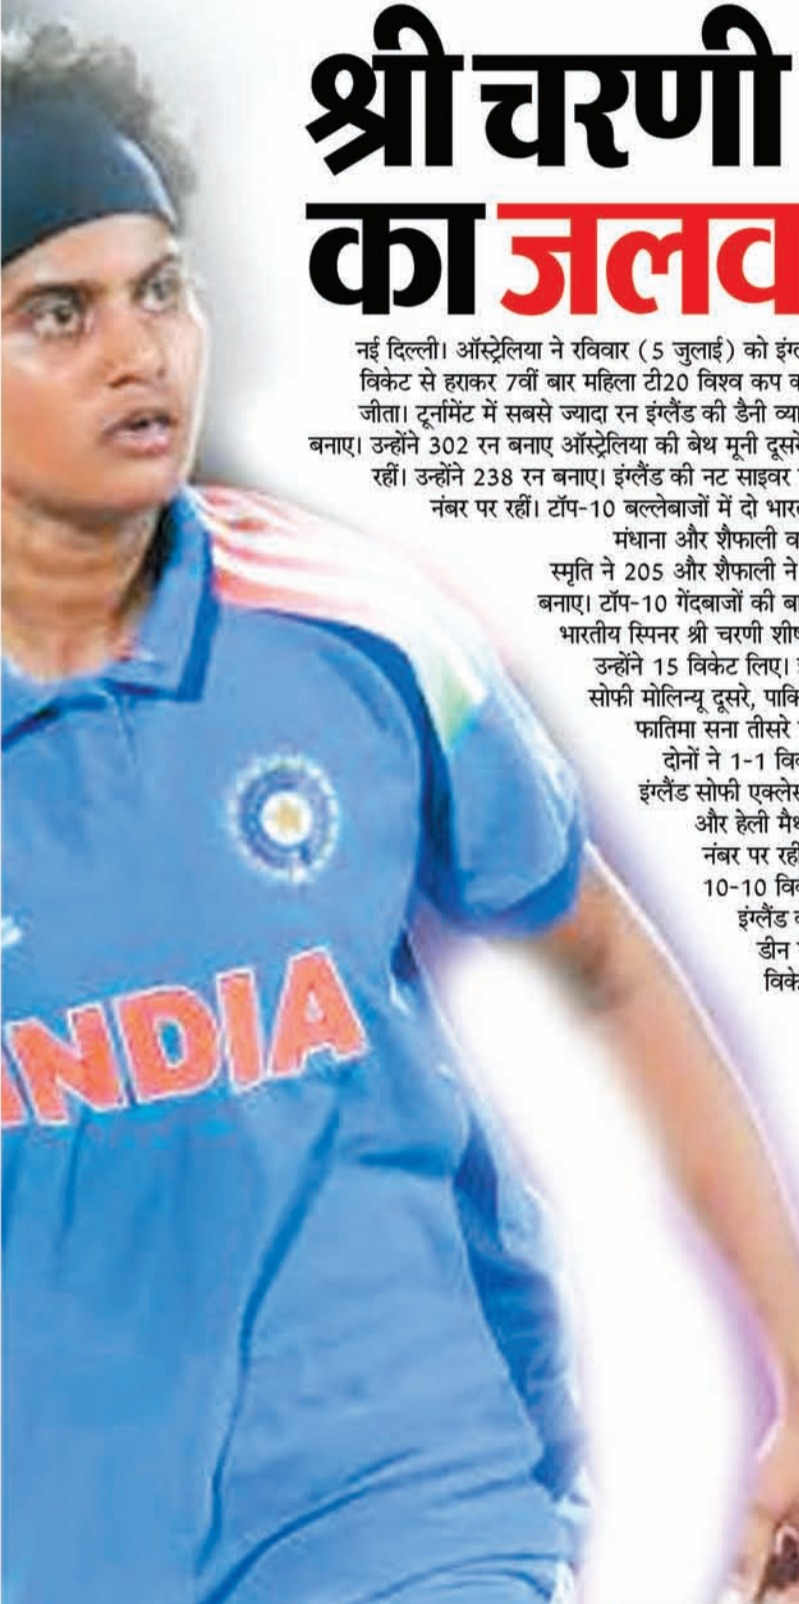 श्री चरणी
का जलव
नई दिल्ली। ऑस्ट्रेलिया ने रविवार (5 जुलाई) को
विकेट से हराकर 7वीं बार महिला टी20 विश्व कप
जीता। टूर्नामेंट में सबसे ज्यादा रन इंग्लैंड की डैनी
बनाए। उन्होंने 302 रन बनाए ऑस्ट्रेलिया की बेथ मूनी
रहीं। उन्होंने 238 रन बनाए। इंग्लैंड की नट साइवर
नंबर पर रहीं। टॉप-10 बल्लेबाजों में दो
मंधाना और शैफाली
स्मृति ने 205 और शैफाली ने
बनाए। टॉप-10 गेंदबाजों की
भारतीय स्पिनर श्री चरणी
उन्होंने 15 विकेट लिए।
सोफी मोलिन्यू दूसरे,
फातिमा सना तीसरे
दोनों ने 1-1
इंग्लैंड सोफी
और हेली
नंबर पर
10-10
इंग्लैंड
डीन
INDIA